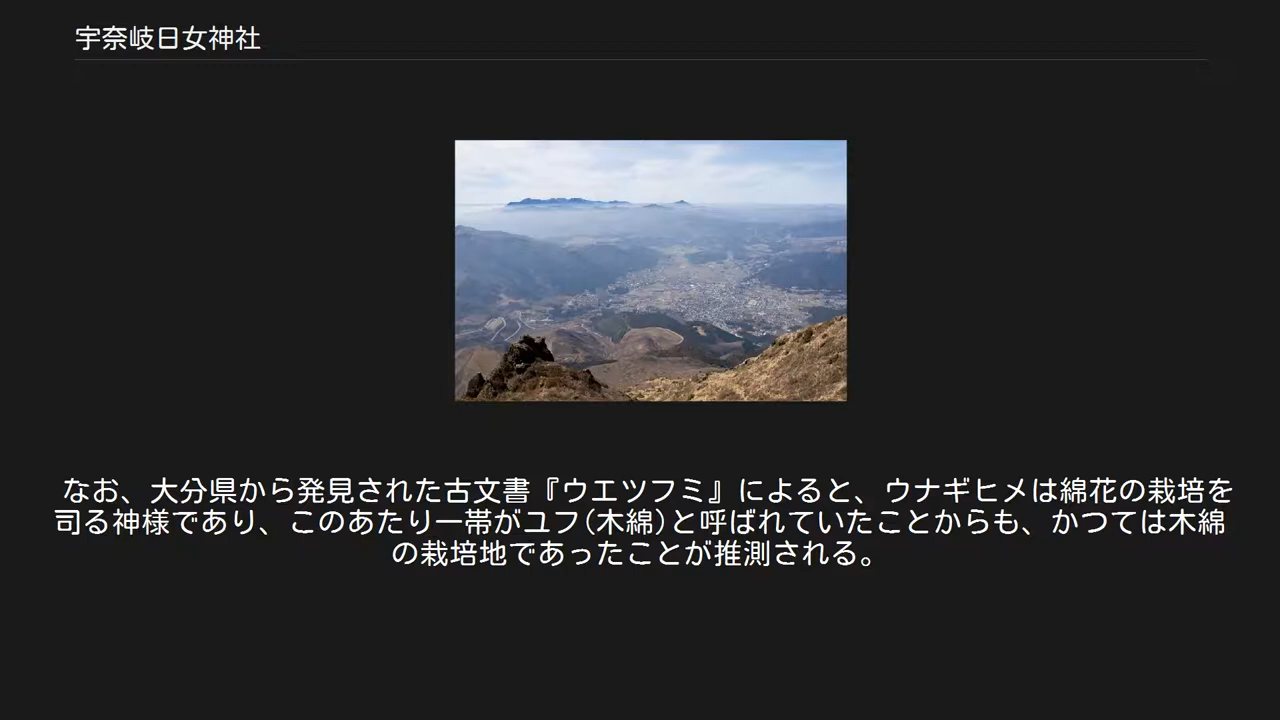 宇奈岐日女神社
なお、大分県から発見された古文書『ウエツフミ』によると、ウナギヒメは綿花の栽培を
司る神様であり、このあたり一帯がユフ(木綿)と呼ばれていたことからも、かつては木綿
の栽培地であったことが推測される。